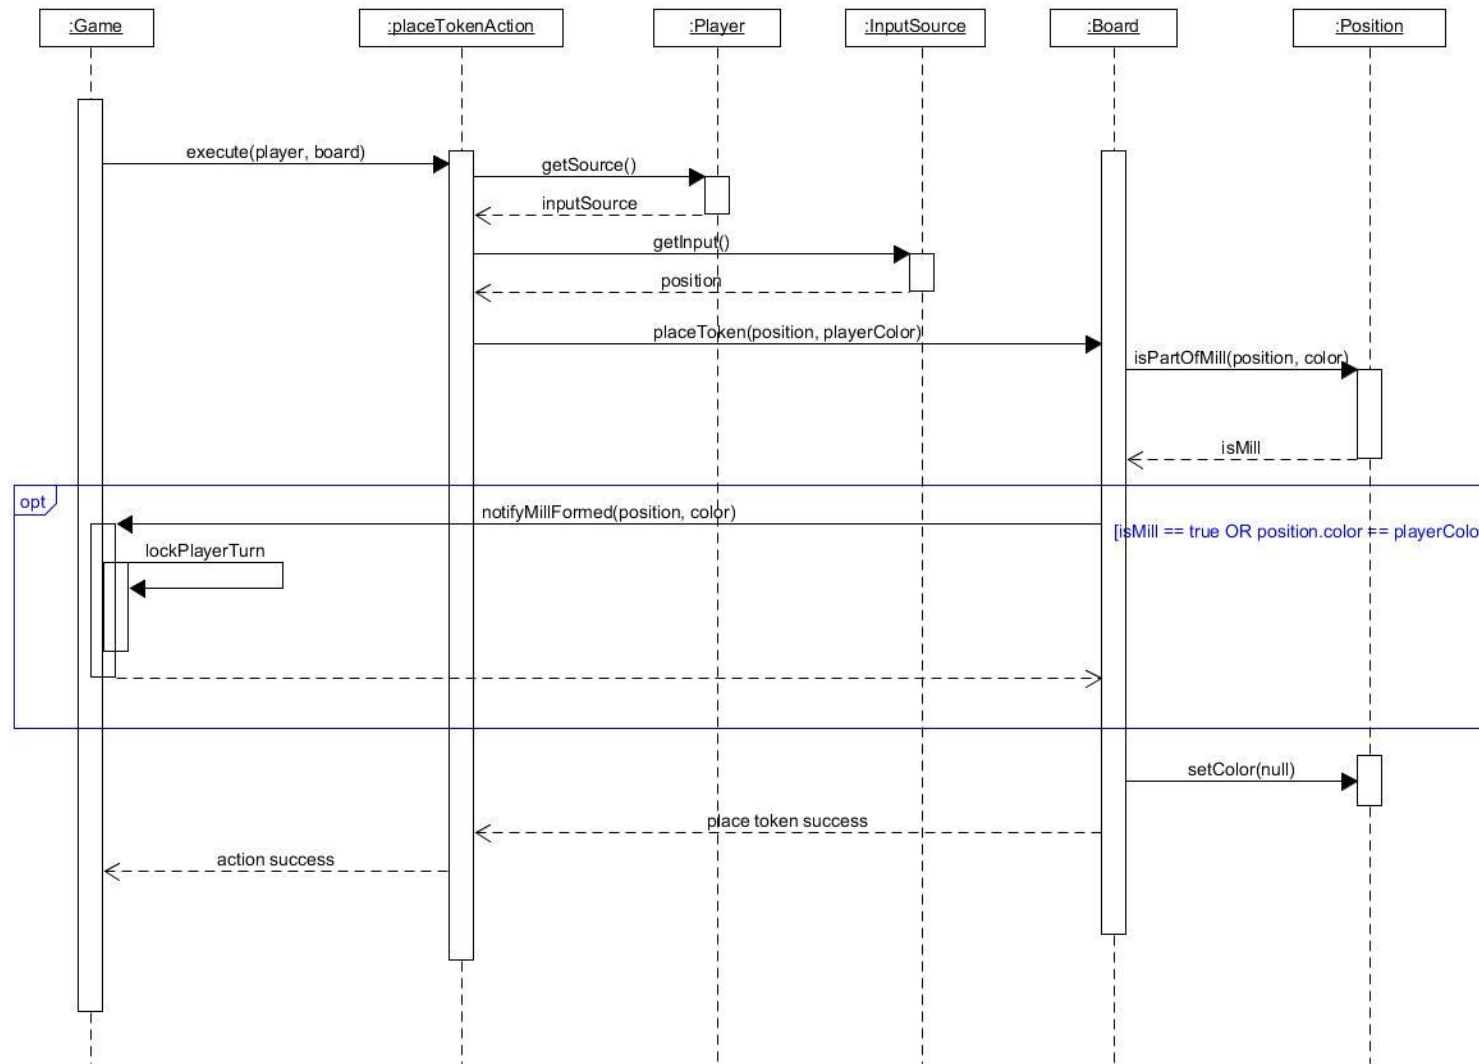 :Game
:placeTokenAction
:Player
:InputSource
:Board
:Position
execute(player, board)
getSource()
inputSource
getInput()
position
placeToken(position, playerColor)
isPartOfMill(position, color)
isMill
opt
notifyMillFormed(position, color)
[isMill == true OR position.color == playerColo
lockPlayerTurn
setColor(null)
place token success
action success